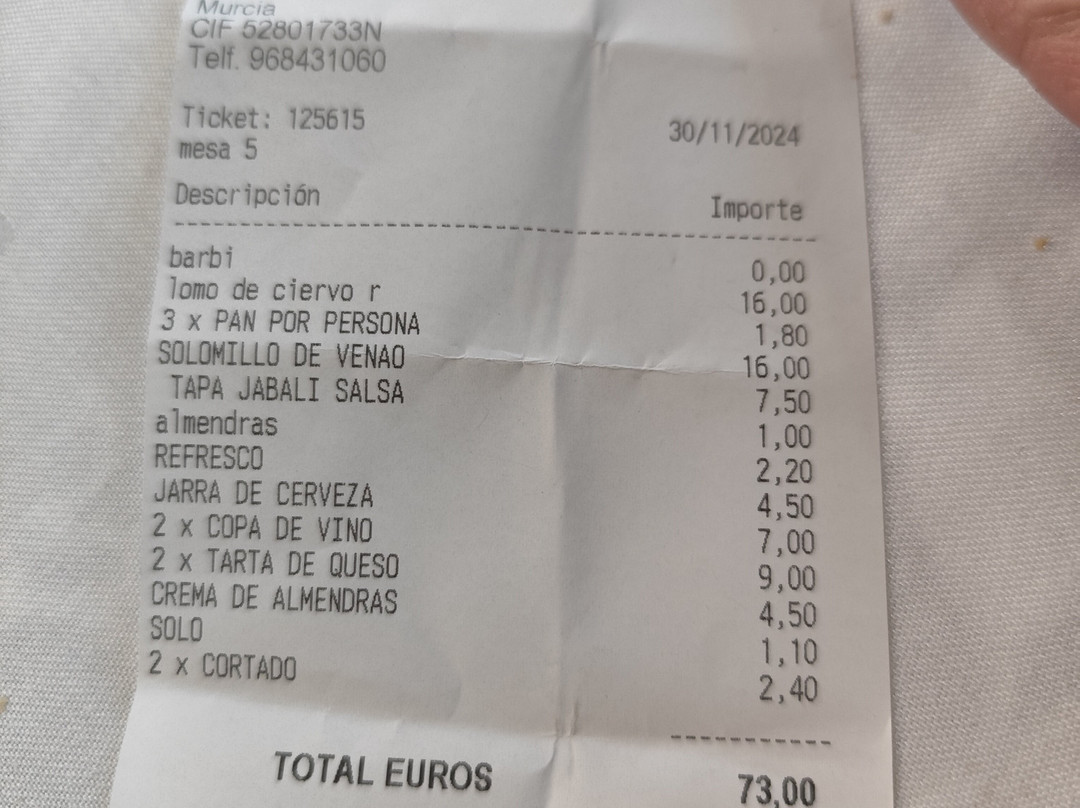 Murcia
CIF 52801733N
Telf. 968431060
Ticket: 125615 30/11/2024
mesa 5
Descripción Importe
barbi 0,00
lomo de ciervo r 16,00
3 x PAN POR PERSONA 1,80
SOLOMILLO DE VENAO 16,00
TAPA JABALI SALSA 7,50
almendras 1,00
REFRESCO 2,20
JARRA DE CERVEZA 4,50
2 x COPA DE VINO 7,00
2 x TARTA DE QUESO 9,00
CREMA DE ALMENDRAS 4,50
SOLO 1,10
2 x CORTADO 2,40
TOTAL EUROS 73,00